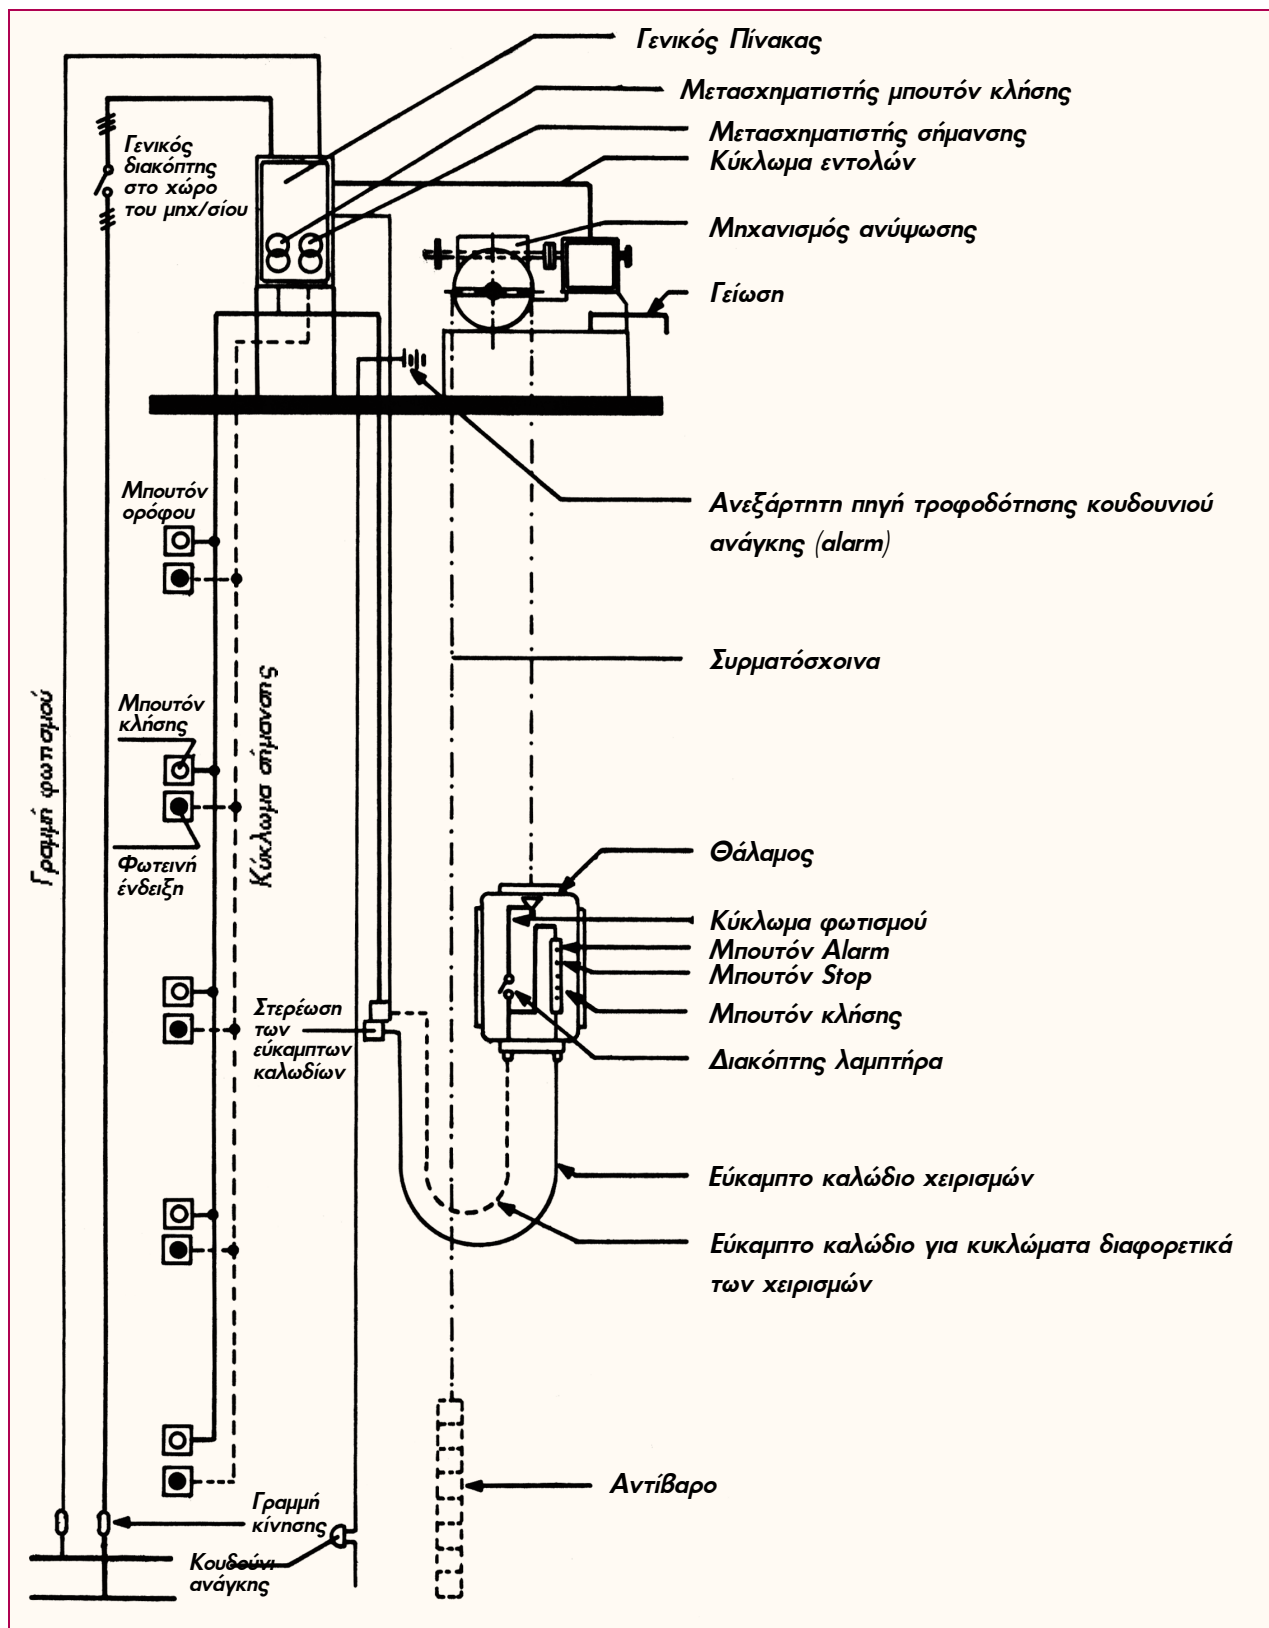 Γενικός Πίνακας
Μετασχηματιστής μπουτόν κλήσης
Μετασχηματιστής σήμανσης
Κύκλωμα εντολών
Γενικός
διακόπτης
στο χώρο
του μηχ/σίου
Μηχανισμός ανύψωσης
Γείωση
Μπουτόν
ορόφου
Ανεξάρτητη πηγή τροφοδότησης κουδουνιού
ανάγκης (alarm)
Συρματόσχοινα
Γραμμή φωτισμού
Μπουτόν
κλήσης
Κύκλωμα σήμανσης
Φωτεινή
ένδειξη
Θάλαμος
Κύκλωμα φωτισμού
Μπουτόν Alarm
Μπουτόν Stop
Μπουτόν κλήσης
Διακόπτης λαμπτήρα
Στερέωση
των
εύκαμπτων
καλωδίων
Εύκαμπτο καλώδιο χειρισμών
Εύκαμπτο καλώδιο για κυκλώματα διαφορετικά
των χειρισμών
Αντίβαρο
Γραμμή
κίνησης
Κουδούνι
ανάγκης